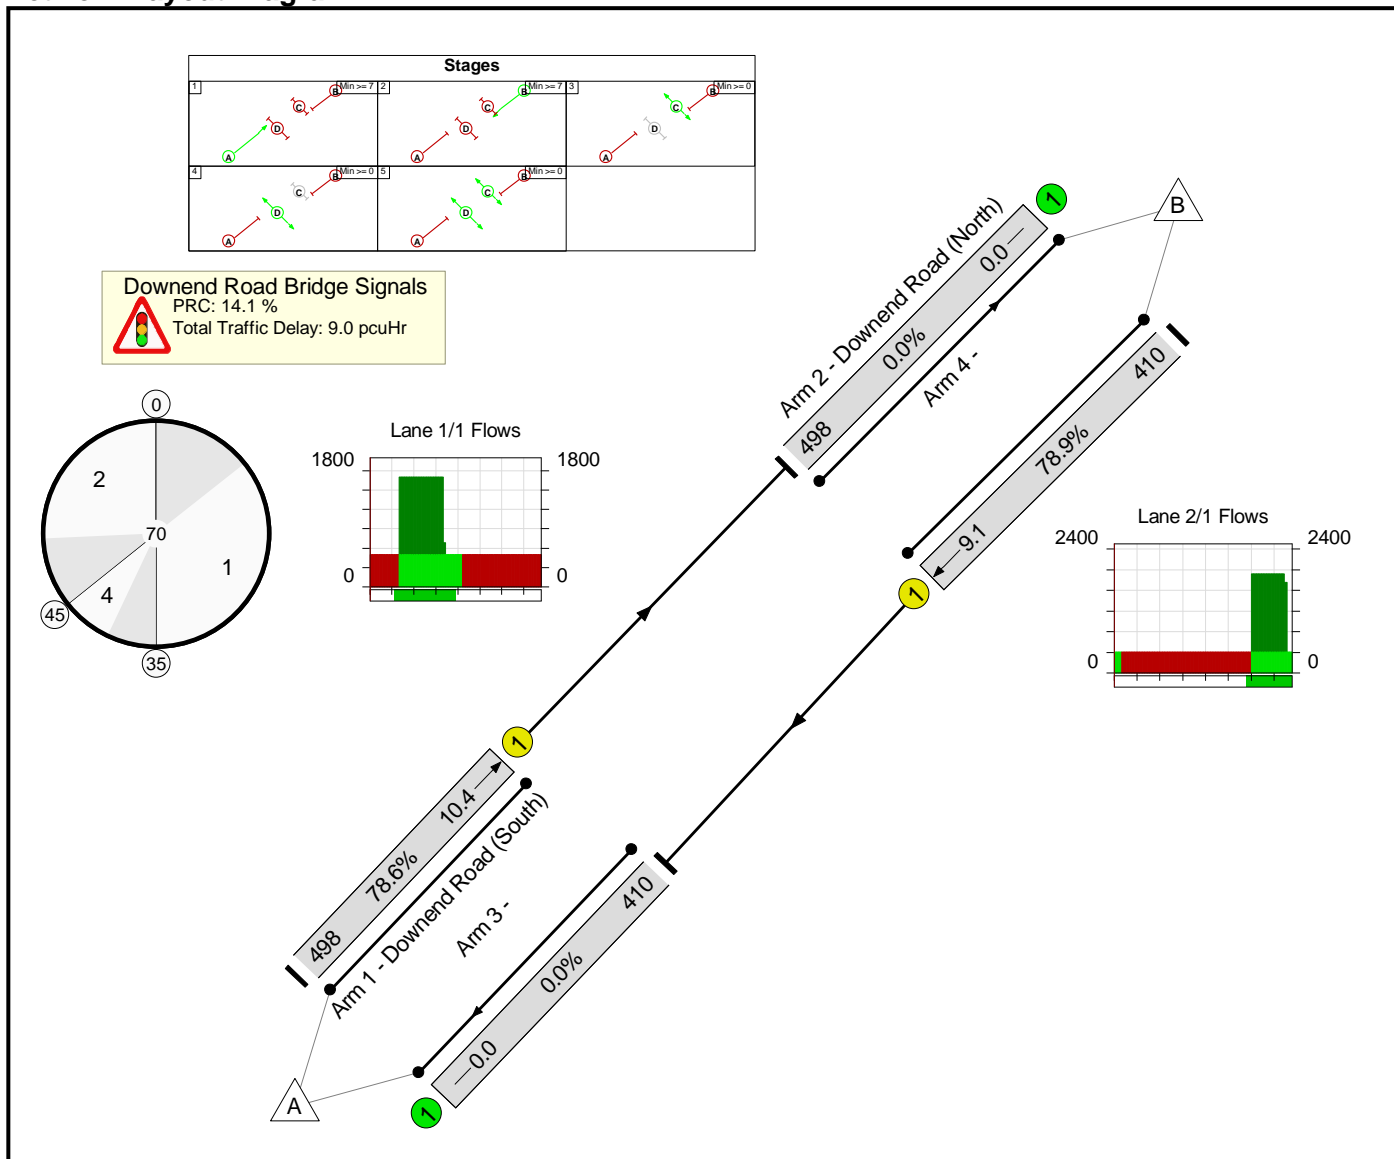 Stages
1
Min >= 7
A
D
C
B
2
Min >= 7
A
D
C
B
3
Min >= 0
A
D
C
B
4
Min >= 0
A
D
C
B
5
Min >= 0
A
D
C
B
Downend Road Bridge Signals
PRC: 14.1 %
Total Traffic Delay: 9.0 pcuHr
0
2
70
1
4
45
35
Lane 1/1 Flows
1800
1800
0
0
Arm 2 - Downend Road (North)
1
0.0
0.0%
498
Arm 4 -
B
410
78.9%
9.1
1
Lane 2/1 Flows
2400
2400
0
0
1
10.4
78.6%
498
Arm 1 - Downend Road (South)
Arm 3 -
410
0.0%
0.0
1
A